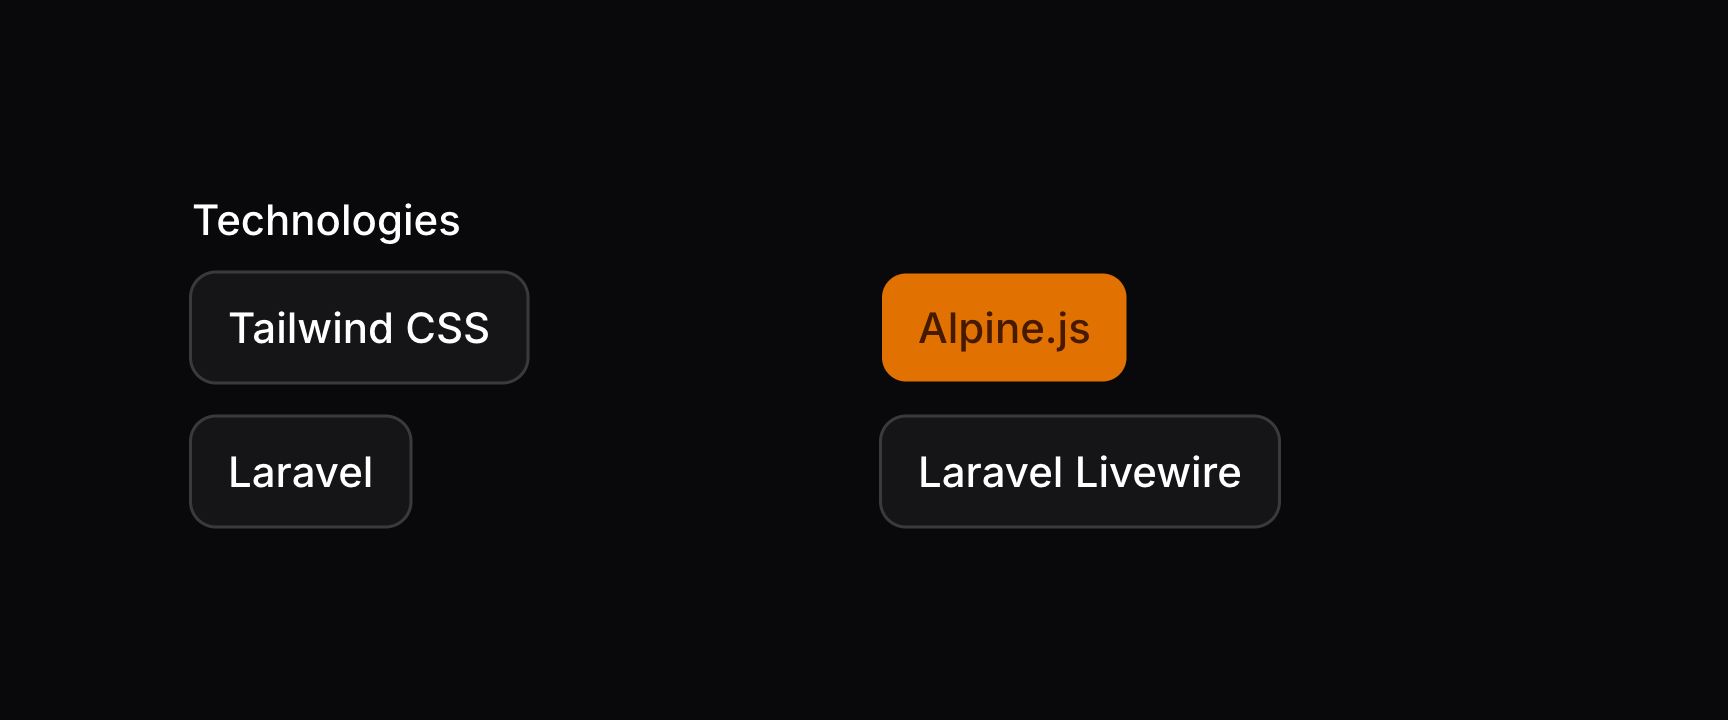 Technologies
Tailwind CSS
Alpine.js
Laravel
Laravel Livewire